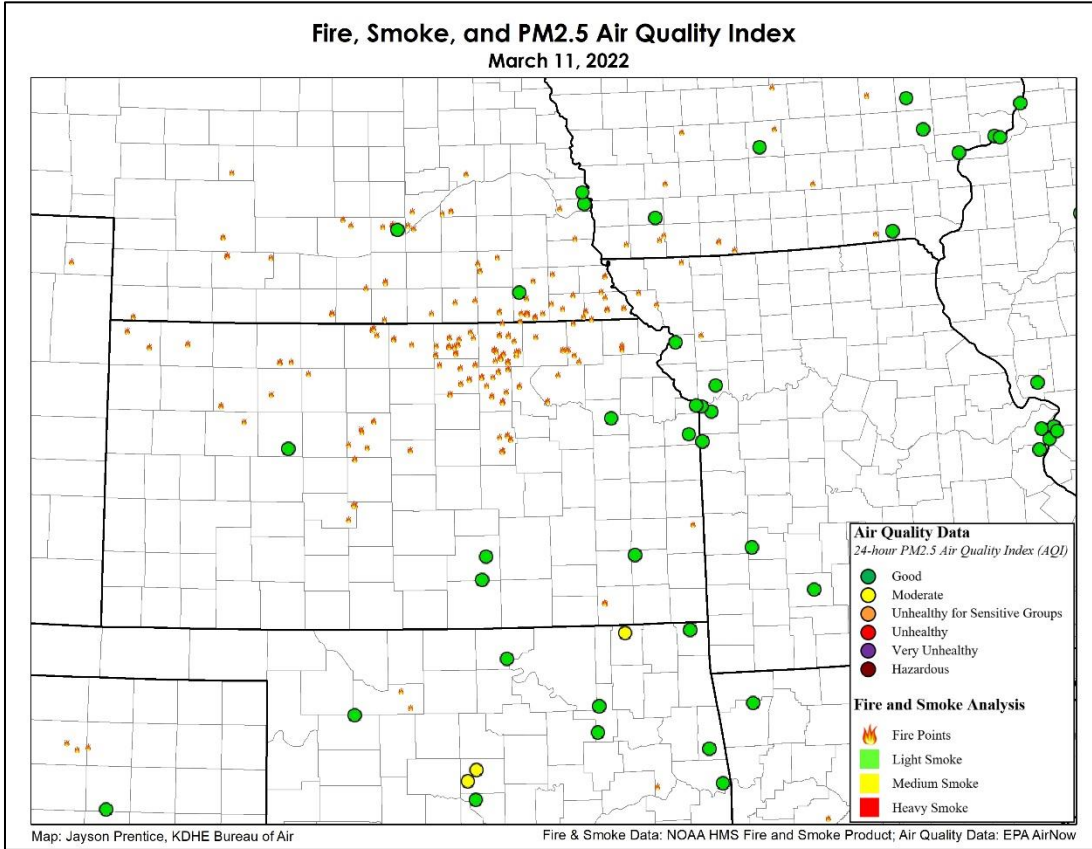 Fire, Smoke, and PM2.5 Air Quality Index
March 11, 2022
Air Quality Data
24-hour PM2.5 Air Quality Index (AQI)
Good
Moderate
Unhealthy for Sensitive Groups
Unhealthy
Very Unhealthy
Hazardous
Fire and Smoke Analysis
Fire Points
Light Smoke
Medium Smoke
Heavy Smoke
Map: Jayson Prentice, KDHE Bureau of Air
Fire & Smoke Data: NOAA HMS Fire and Smoke Product; Air Quality Data: EPA AirNow